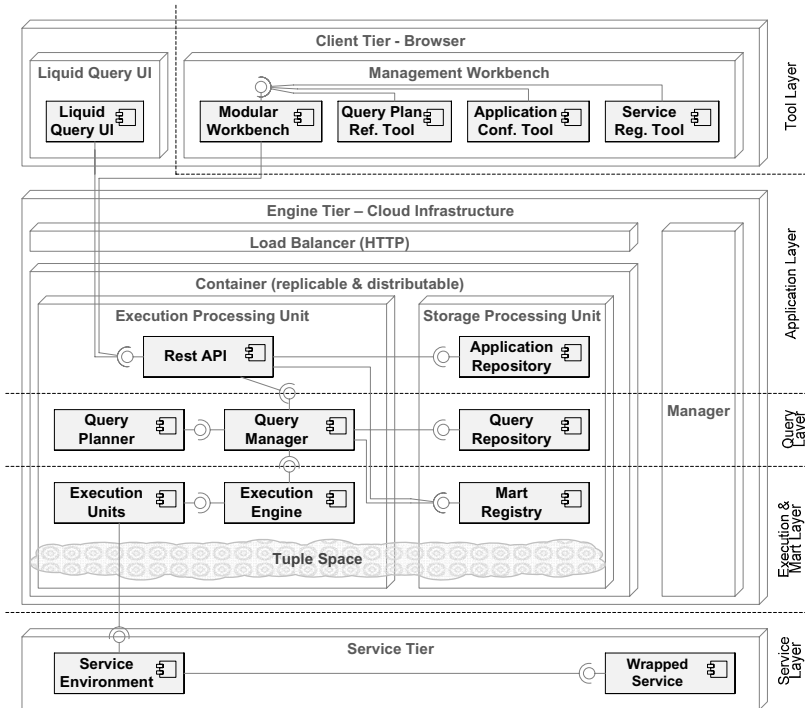 Client Tier - Browser
Liquid Query UI
Management Workbench
Liquid
Query UI
Modular
Workbench
Query Plan
Ref. Tool
Application
Conf. Tool
Service
Reg. Tool
Tool Layer
Engine Tier – Cloud Infrastructure
Load Balancer (HTTP)
Container (replicable & distributable)
Execution Processing Unit
Storage Processing Unit
Rest API
Application
Repository
Application Layer
Query
Planner
Query
Manager
Query
Repository
Manager
Query
Layer
Execution
Units
Execution
Engine
Mart
Registry
Tuple Space
Execution &
Mart Layer
Service Tier
Service
Environment
Wrapped
Service
Service
Layer